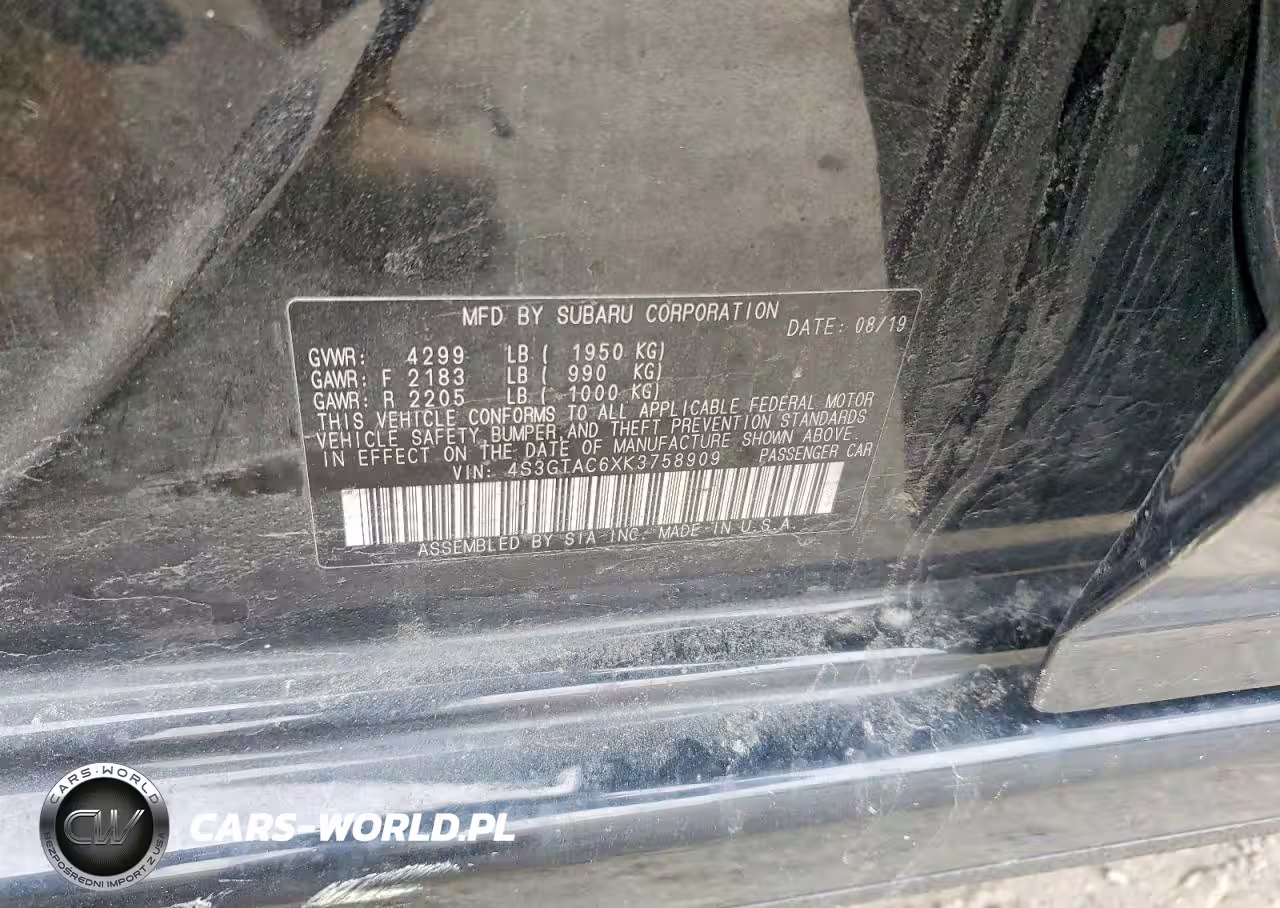 MFD BY SUBARU CORPORATION DATE: 08/19
GVWR: 4299 LB ( 1950 KG)
GAWR: F 2183 LB ( 990 KG)
GAWR: R 2205 LB ( 1000 KG)
THIS VEHICLE CONFORMS TO ALL APPLICABLE FEDERAL MOTOR
VEHICLE SAFETY, BUMPER, AND THEFT PREVENTION STANDARDS
IN EFFECT ON THE DATE OF MANUFACTURE SHOWN ABOVE.
VIN: 4S3GTAC6XK3758909 PASSENGER CAR
ASSEMBLED BY SIA INC. MADE IN U.S.A.
CARS-WORLD
CW
BEZPOŚREDNI IMPORT Z USA
CARS-WORLD.PL